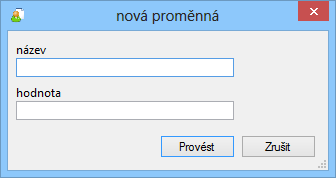 nová proměnná
název
hodnota
Provést Zrušit